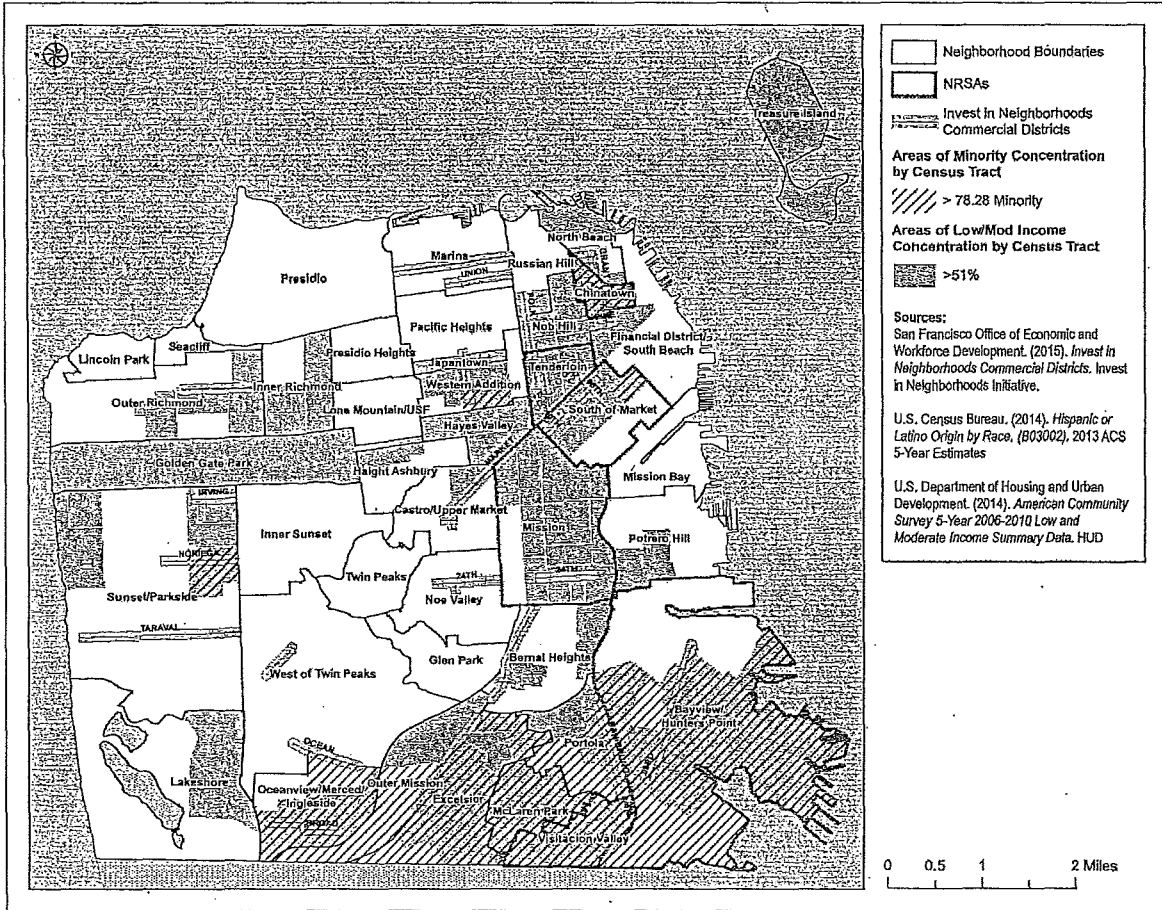 Neighborhood Boundaries
NRSAs
Invest in Neighborhoods
Commercial Districts
Areas of Minority Concentration
by Census Tract
> 78.28 Minority
Areas of Low/Mod Income
Concentration by Census Tract
>51%
Sources:
San Francisco Office of Economic and
Workforce Development. (2015). Invest in
Neighborhoods Commercial Districts. Invest
in Neighborhoods Initiative.
U.S. Census Bureau. (2014). Hispanic or
Latino Origin by Race, (B03002). 2013 ACS
5-Year Estimates
U.S. Department of Housing and Urban
Development. (2014). American Community
Survey 5-Year 2006-2010 Low and
Moderate Income Summary Data. HUD
Treasure Island
North Beach
Marina
Russian Hill
UNION
Presidio
Chinatown
Pacific Heights
Nob Hill
Financial District/
South Beach
Seacliff
Lincoln Park
Presidio Heights
Japantown
Tenderloin
Inner Richmond
Western Addition
Outer Richmond
Lone Mountain/USF
South of Market
Hayes Valley
MARKET
Golden Gate Park
Haight Ashbury
Mission Bay
IRVING
Castro/Upper Market
Mission
Inner Sunset
Potrero Hill
NORIEGA
Twin Peaks
24TH
24TH
Sunset/Parkside
Noe Valley
TARAVAL
Glen Park
Bernal Heights
West of Twin Peaks
Bayview/
Hunters Point
OCEAN
Portola
Lakeshore
Oceanview/Merced/
Ingleside
Outer Mission
Excelsior
McLaren Park
BROAD
Visitacion Valley
0 0.5 1 2 Miles